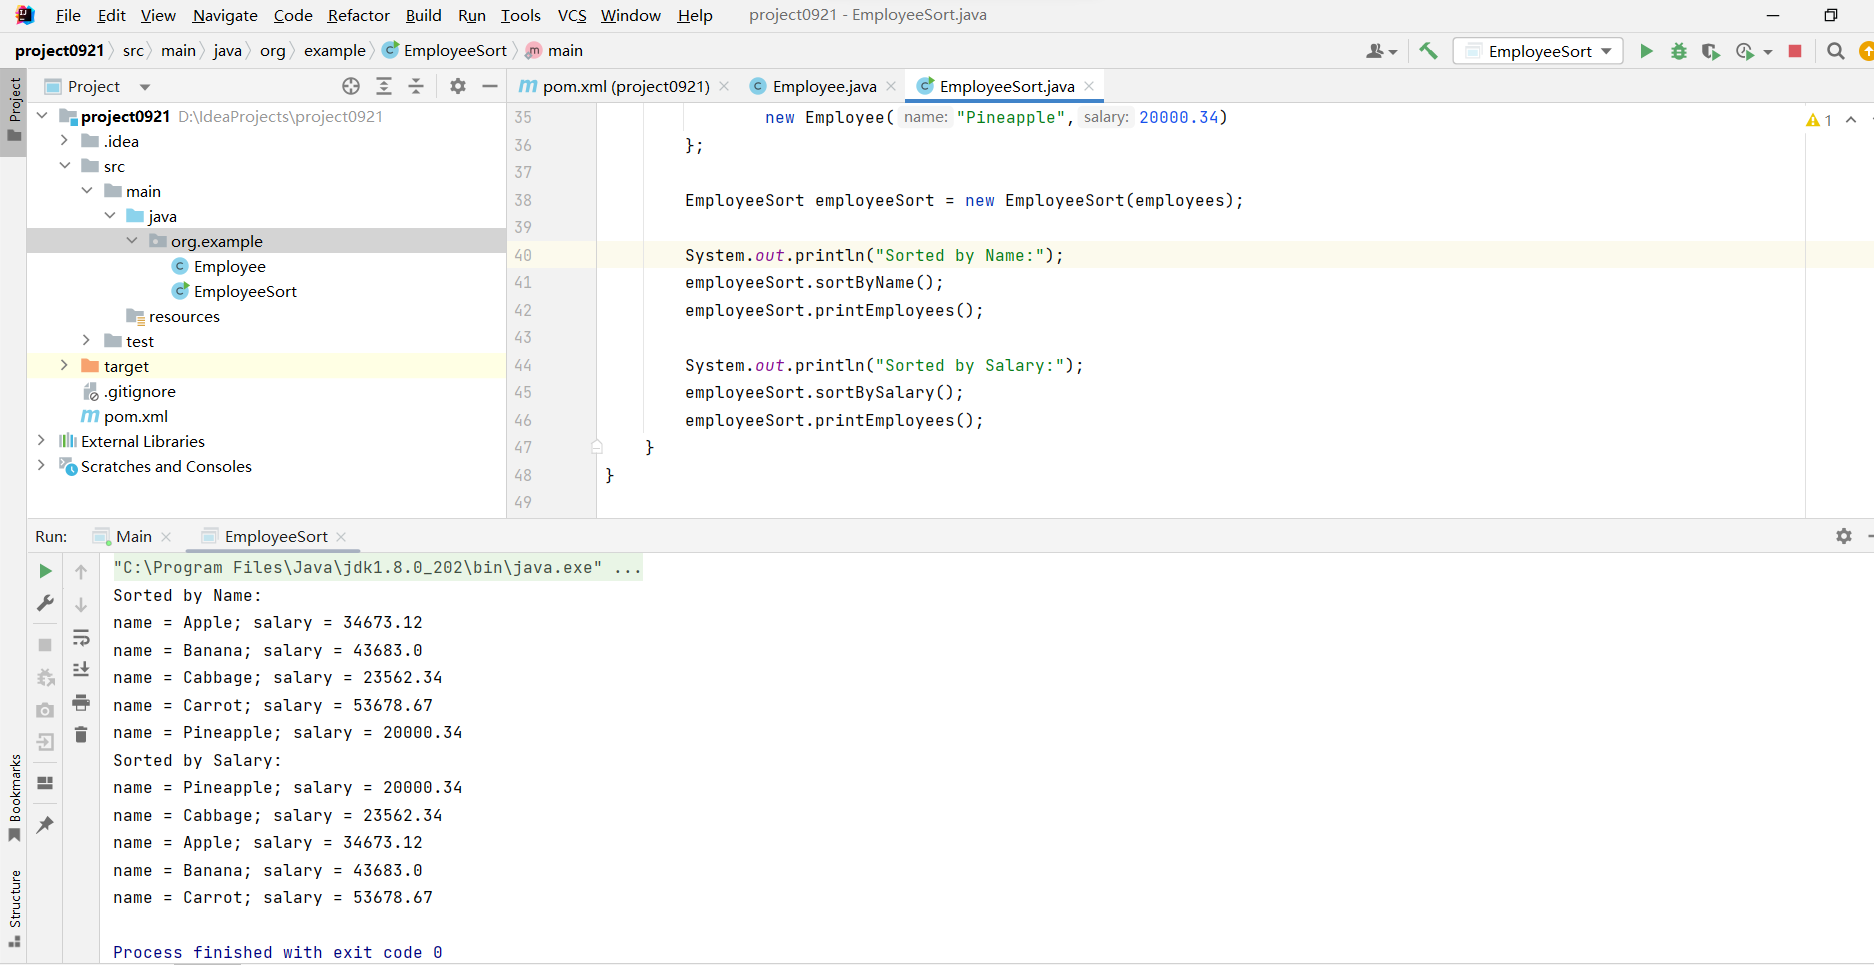 File Edit View Navigate Code Refactor Build Run Tools VCS Window Help project0921 - EmployeeSort.java
project0921 src main java org example EmployeeSort main EmployeeSort
Project
Project
pom.xml (project0921) Employee.java EmployeeSort.java
project0921 D:\IdeaProjects\project0921
.idea
src
main
java
org.example
Employee
EmployeeSort
resources
test
target
.gitignore
pom.xml
External Libraries
Scratches and Consoles
35 new Employee( name: "Pineapple", salary: 20000.34)
1
36 };
37
38 EmployeeSort employeeSort = new EmployeeSort(employees);
39
40 System.out.println("Sorted by Name:");
41 employeeSort.sortByName();
42 employeeSort.printEmployees();
43
44 System.out.println("Sorted by Salary:");
45 employeeSort.sortBySalary();
46 employeeSort.printEmployees();
47 }
48 }
49
Run: Main EmployeeSort
"C:\Program Files\Java\jdk1.8.0_202\bin\java.exe" ...
Sorted by Name:
name = Apple; salary = 34673.12
name = Banana; salary = 43683.0
name = Cabbage; salary = 23562.34
name = Carrot; salary = 53678.67
name = Pineapple; salary = 20000.34
Sorted by Salary:
name = Pineapple; salary = 20000.34
name = Cabbage; salary = 23562.34
name = Apple; salary = 34673.12
name = Banana; salary = 43683.0
name = Carrot; salary = 53678.67
Process finished with exit code 0
Bookmarks
Structure